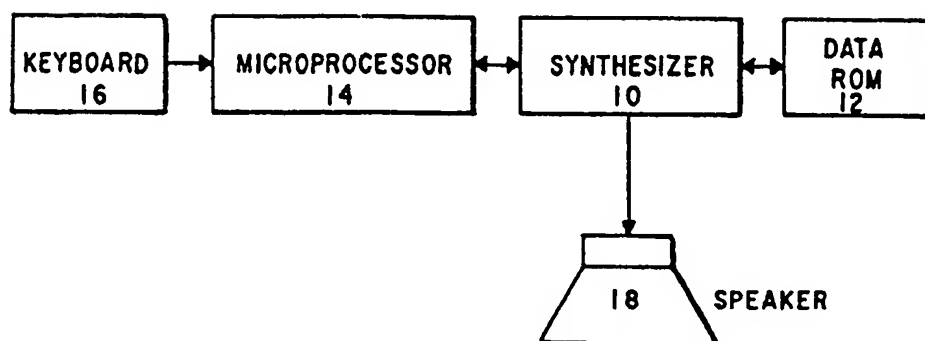 KEYBOARD
16
MICROPROCESSOR
14
SYNTHESIZER
10
DATA
ROM
12
18
SPEAKER